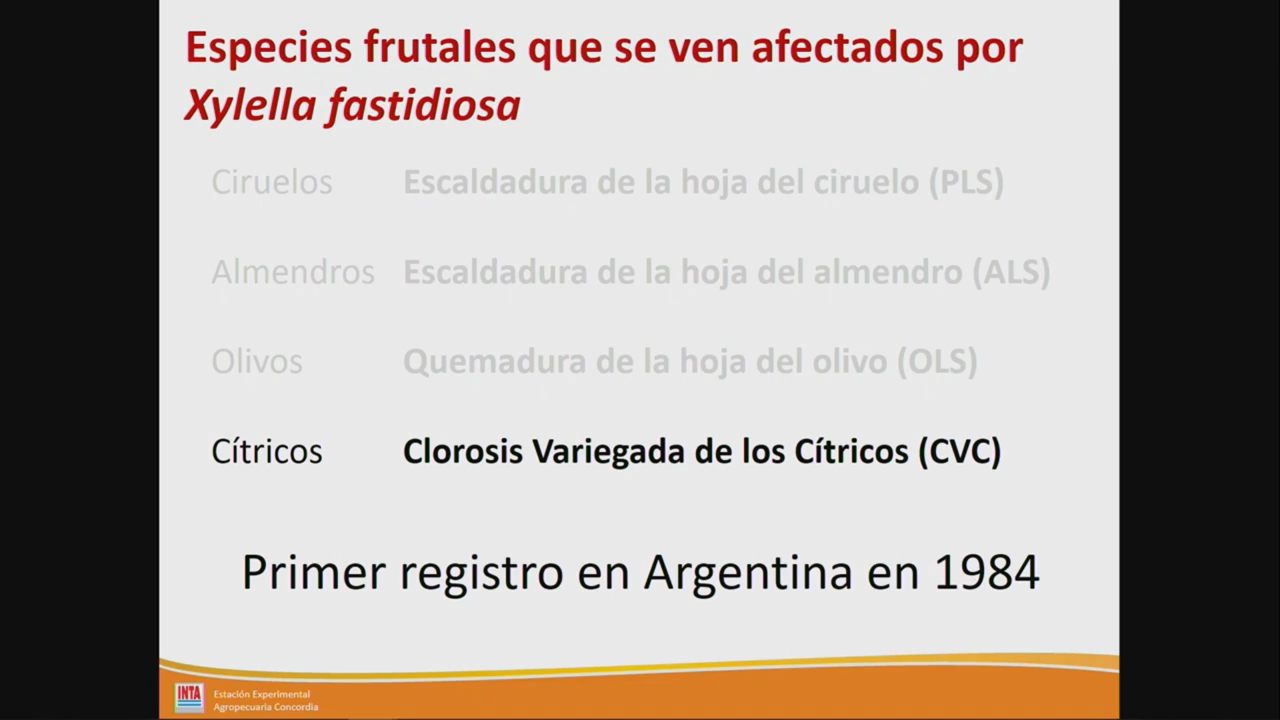 Especies frutales que se ven afectados por
Xylella fastidiosa
Ciruelos Escaldadura de la hoja del ciruelo (PLS)
Almendros Escaldadura de la hoja del almendro (ALS)
Olivos Quemadura de la hoja del olivo (OLS)
Cítricos Clorosis Variegada de los Cítricos (CVC)
Primer registro en Argentina en 1984
INTA
Estación Experimental
Agropecuaria Concordia